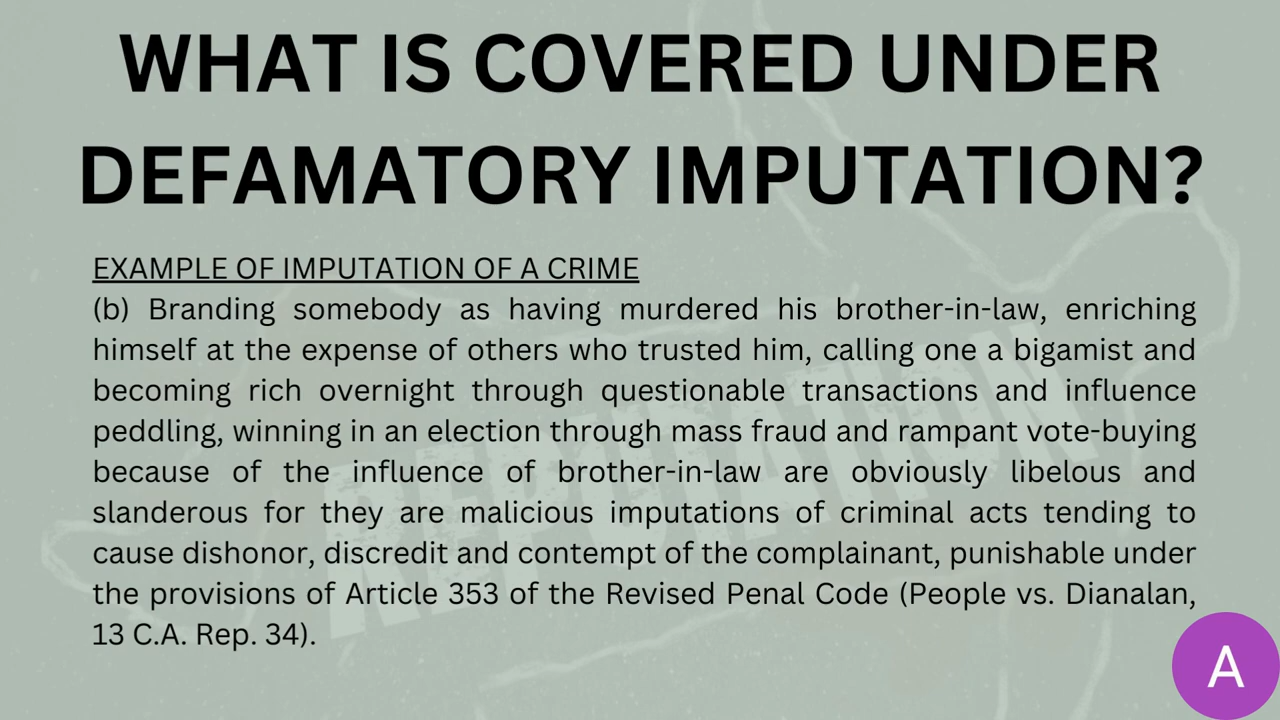 WHAT IS COVERED UNDER
DEFAMATORY IMPUTATION?
EXAMPLE OF IMPUTATION OF A CRIME
(b) Branding somebody as having murdered his brother-in-law, enriching
himself at the expense of others who trusted him, calling one a bigamist and
becoming rich overnight through questionable transactions and influence
peddling, winning in an election through mass fraud and rampant vote-buying
because of the influence of brother-in-law are obviously libelous and
slanderous for they are malicious imputations of criminal acts tending to
cause dishonor, discredit and contempt of the complainant, punishable under
the provisions of Article 353 of the Revised Penal Code (People vs. Dianalan,
13 C.A. Rep. 34).
REPUTATION
A